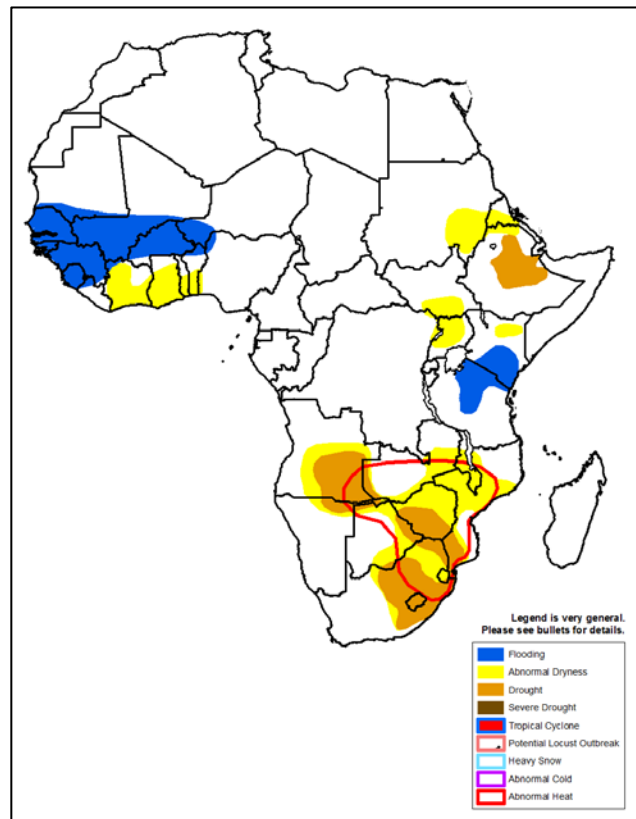 Legend is very general.
Please see bullets for details.
Flooding
Abnormal Dryness
Drought
Severe Drought
Tropical Cyclone
Potential Locust Outbreak
Heavy Snow
Abnormal Cold
Abnormal Heat